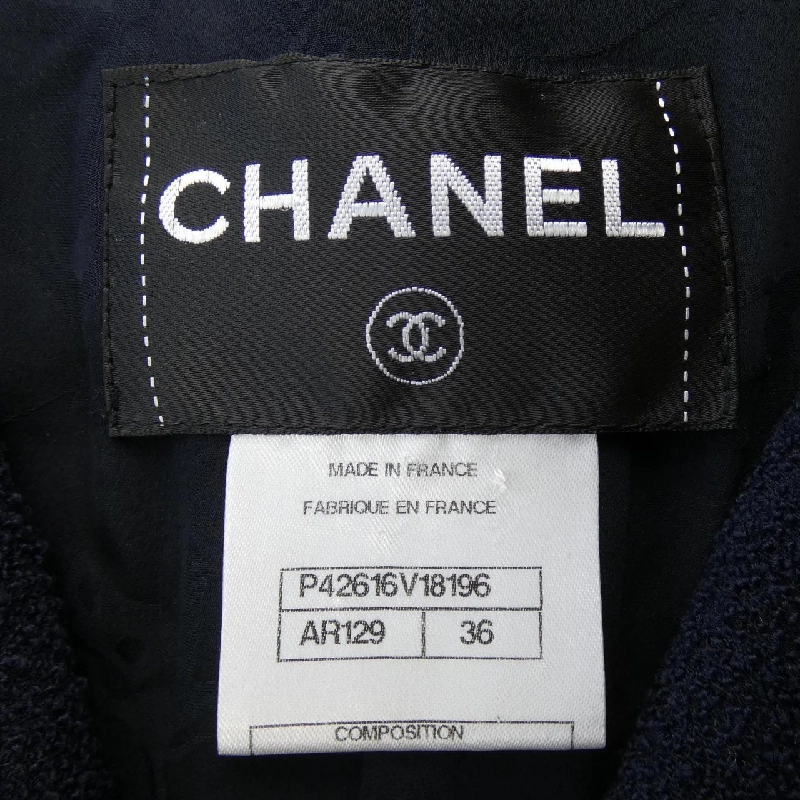 CHANEL
MADE IN FRANCE
FABRIQUE EN FRANCE
P42616V18196
AR129 36
COMPOSITION